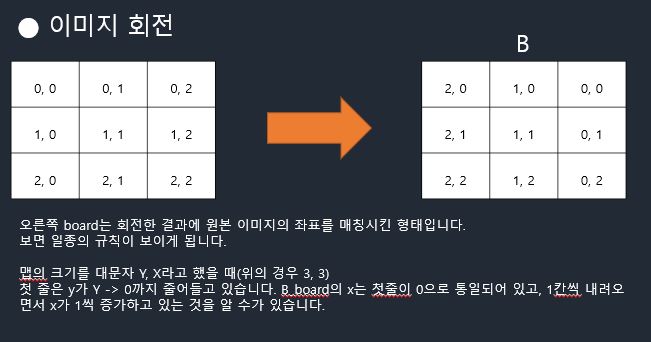 ● 이미지 회전
B
0, 0 0, 1 0, 2
1, 0 1, 1 1, 2
2, 0 2, 1 2, 2
2, 0 1, 0 0, 0
2, 1 1, 1 0, 1
2, 2 1, 2 0, 2
오른쪽 board는 회전한 결과에 원본 이미지의 좌표를 매칭시킨 형태입니다.
보면 일종의 규칙이 보이게 됩니다.
맵의 크기를 대문자 Y, X라고 했을 때(위의 경우 3, 3)
첫 줄은 y가 Y -> 0까지 줄어들고 있습니다. B_board의 x는 첫줄이 0으로 통일되어 있고, 1칸씩 내려오
면서 x가 1씩 증가하고 있는 것을 알 수가 있습니다.